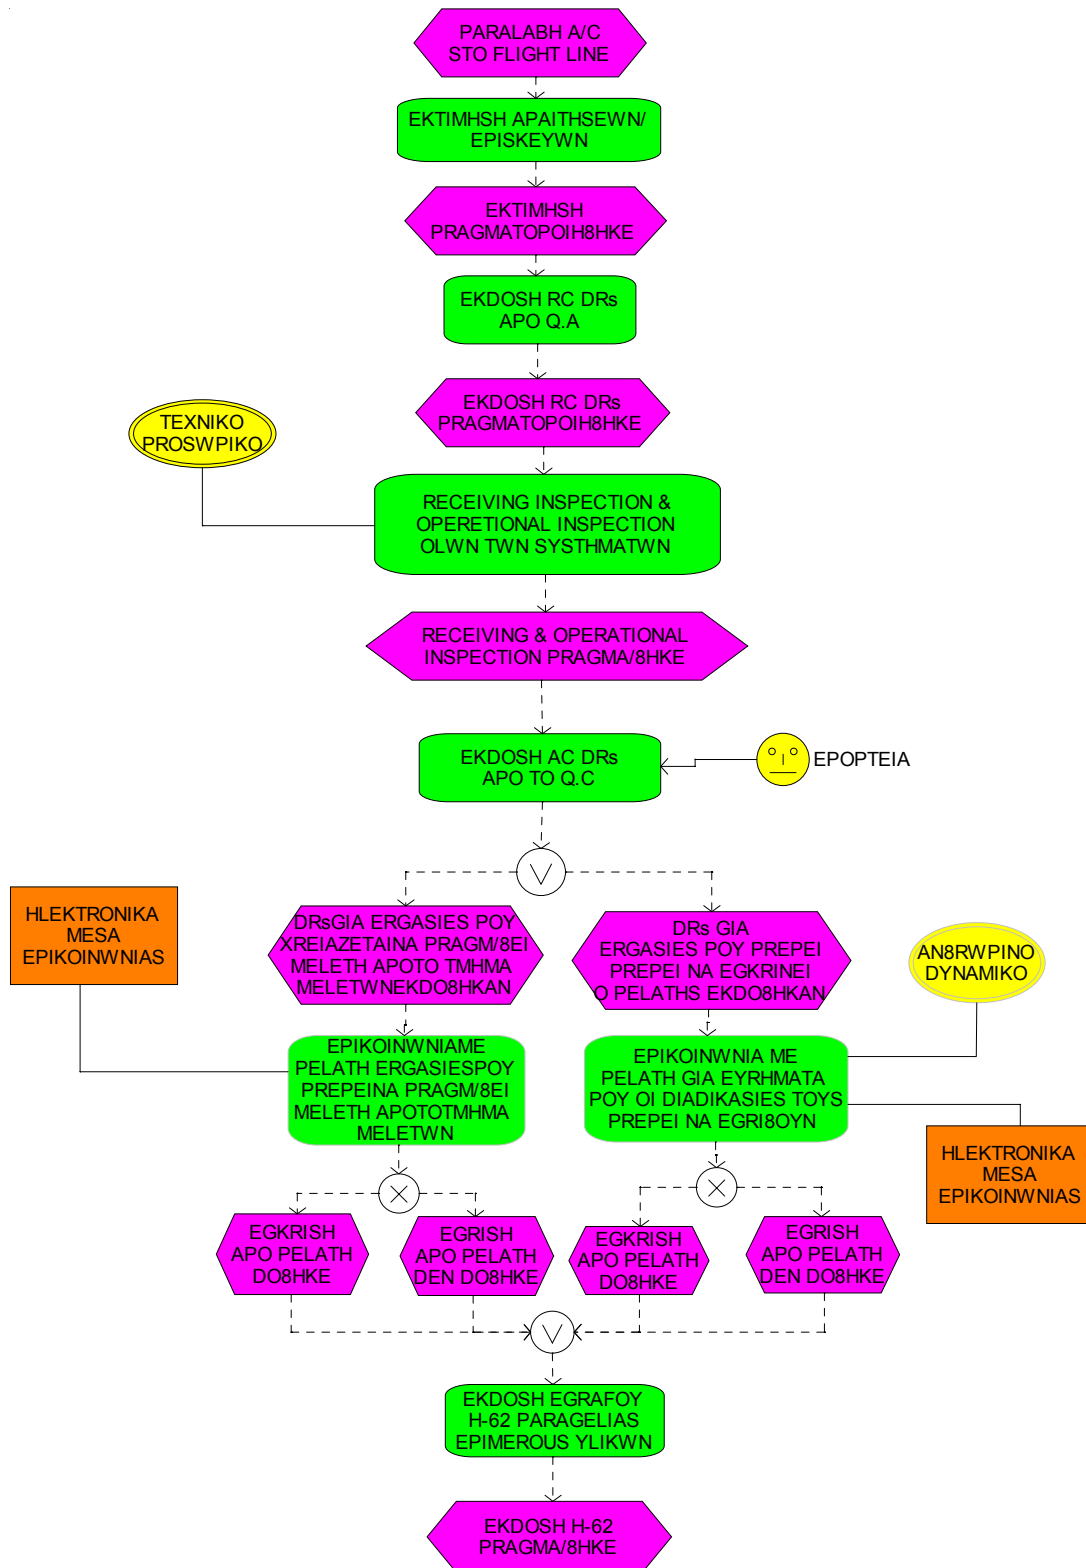 PARALABH A/C
STO FLIGHT LINE
EKTIMHSH APAITHSEWN/
EPISKEYWN
EKTIMHSH
PRAGMATOPOIH8HKE
EKDOSH RC DRs
APO Q.A
EKDOSH RC DRs
PRAGMATOPOIH8HKE
TEXNIKO
PROSWPIKO
RECEIVING INSPECTION &
OPERETIONAL INSPECTION
OLWN TWN SYSTHMATWN
RECEIVING & OPERATIONAL
INSPECTION PRAGMA/8HKE
EKDOSH AC DRs
APO TO Q.C
EPOPTEIA
HLEKTRONIKA
MESA
EPIKOINWNIAS
DRsGIA ERGASIES POY
XREIAZETAINA PRAGM/8EI
MELETH APOTO TMHMA
MELETWNEKDO8HKAN
DRs GIA
ERGASIES POY PREPEI
PREPEI NA EGKRINEI
O PELATHS EKDO8HKAN
AN8RWPINO
DYNAMIKO
EPIKOINWNIAME
PELATH ERGASIESPOY
PREPEINA PRAGM/8EI
MELETH APOTOTMHMA
MELETWN
EPIKOINWNIA ME
PELATH GIA EYRHMATA
POY OI DIADIKASIES TOYS
PREPEI NA EGRI8OYN
HLEKTRONIKA
MESA
EPIKOINWNIAS
EGKRISH
APO PELATH
DO8HKE
EGRISH
APO PELATH
DEN DO8HKE
EGKRISH
APO PELATH
DO8HKE
EGRISH
APO PELATH
DEN DO8HKE
EKDOSH EGRAFOY
H-62 PARAGELIAS
EPIMEROUS YLIKWN
EKDOSH H-62
PRAGMA/8HKE